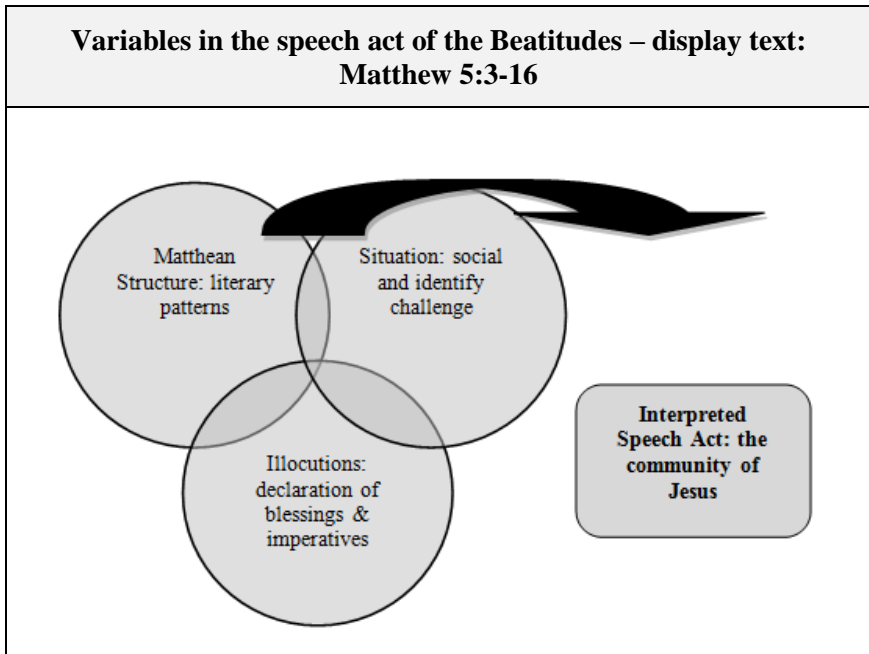 Variables in the speech act of the Beatitudes – display text:
Matthew 5:3-16
Matthean
Structure: literary
patterns
Situation: social
and identify
challenge
Illocutions:
declaration of
blessings &
imperatives
Interpreted
Speech Act: the
community of
Jesus